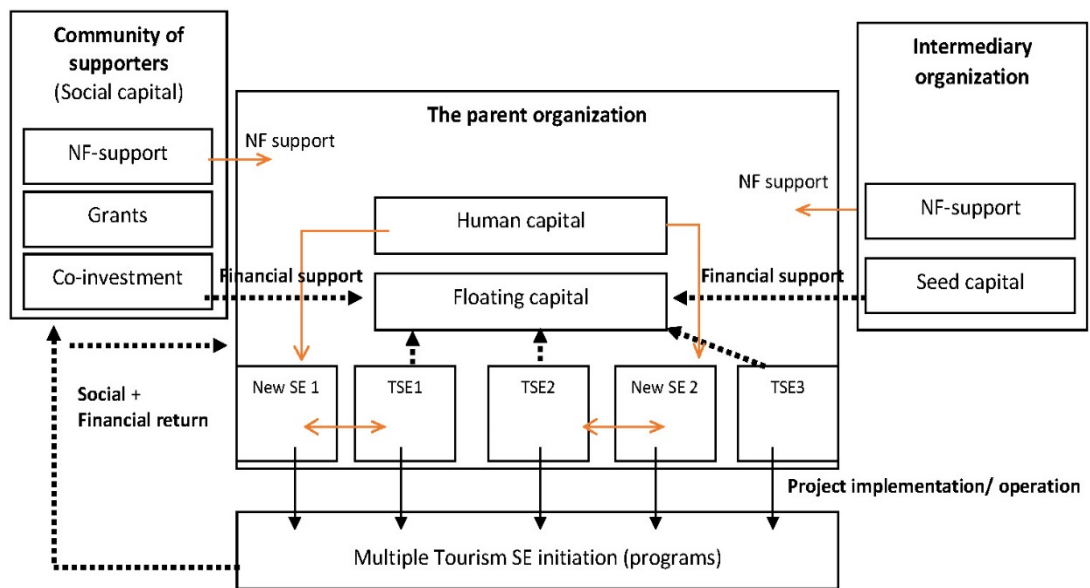 Community of
supporters
(Social capital)
NF-support
Grants
Co-investment
The parent organization
NF support
NF support
Human capital
Financial support
Floating capital
Financial support
Intermediary
organization
NF-support
Seed capital
Social +
Financial return
New SE 1
TSE1
TSE2
New SE 2
TSE3
Project implementation/ operation
Multiple Tourism SE initiation (programs)